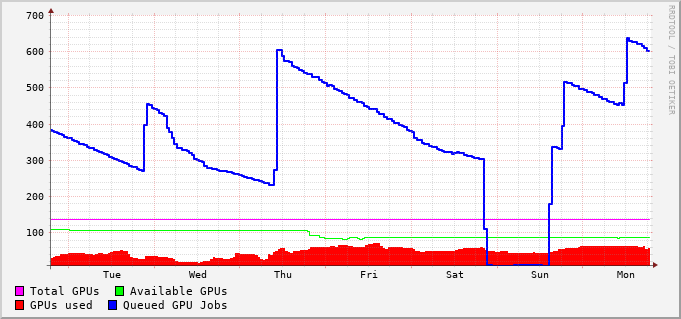 RRDTOOL / TOBI OETIKER
700
600
500
400
300
200
100
Tue Wed Thu Fri Sat Sun Mon
Total GPUs Available GPUs
GPUs used Queued GPU Jobs